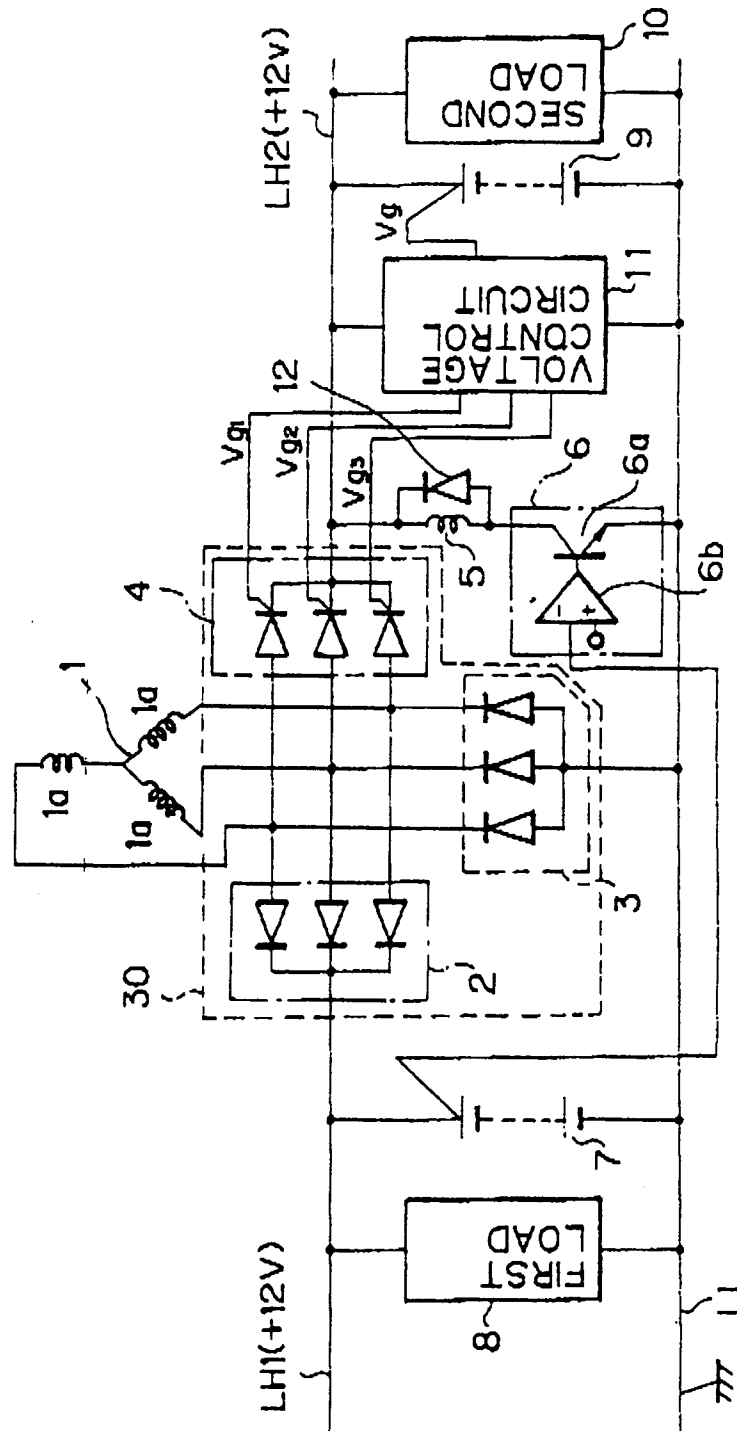 1
1a
1a
1a
LH1(+12V)
30
4
Vg1
Vg2
Vg3
LH2(+12V)
2
3
12
5
Vg
FIRST
LOAD
8
7
6
6a
6b
VOLTAGE
CONTROL
CIRCUIT
11
9
SECOND
LOAD
10
- +
11